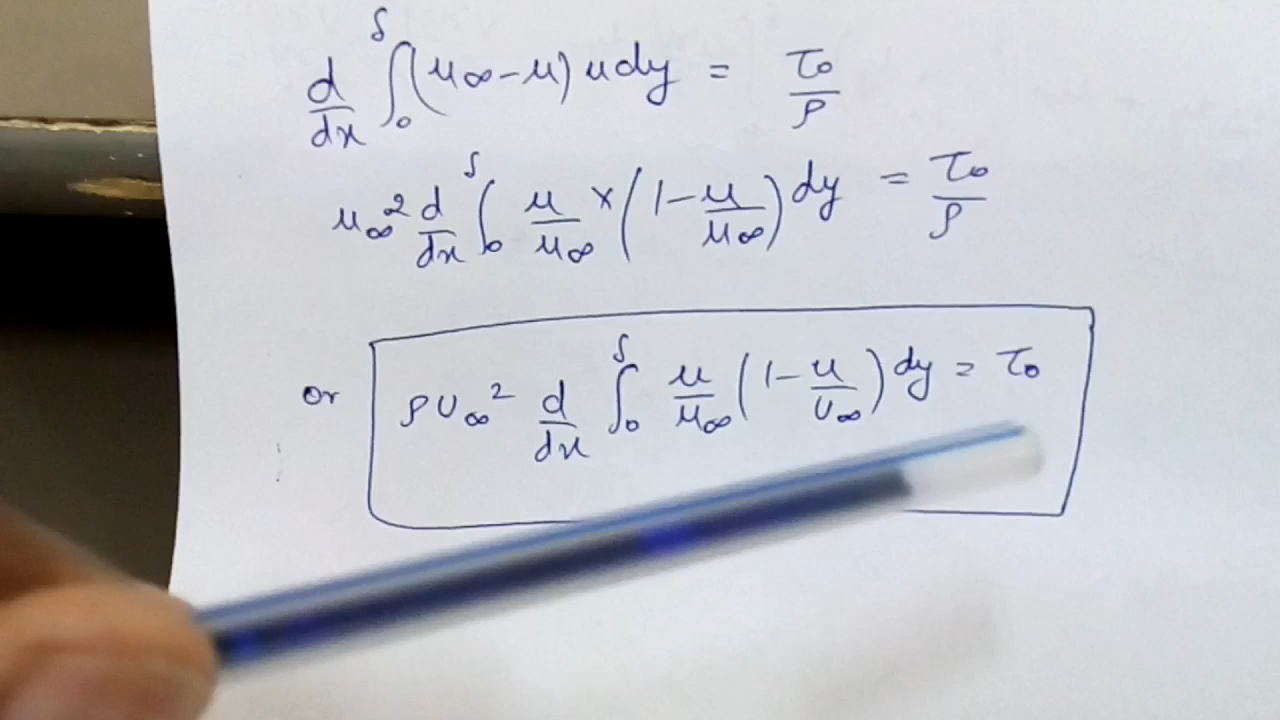 d/dx ∫₀^δ (u∞ − u) u dy = τ₀/ρ
u∞² d/dx ∫₀^δ u/u∞ × (1 − u/u∞) dy = τ₀/ρ
or ρU∞² d/dx ∫₀^δ u/u∞ (1 − u/U∞) dy = τ₀